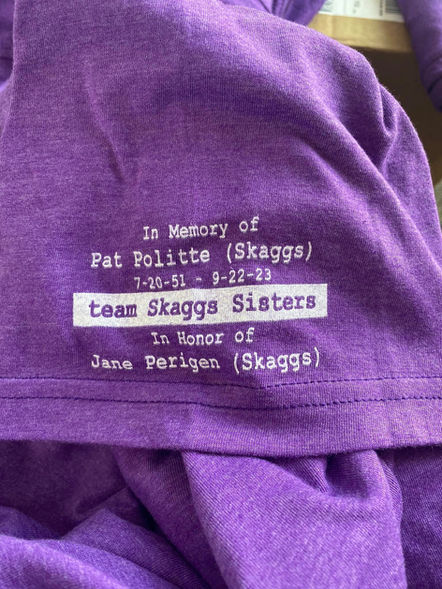 In Memory of
Pat Politte (Skaggs)
7-20-51 - 9-22-23
team Skaggs Sisters
In Honor of
Jane Perigen (Skaggs)